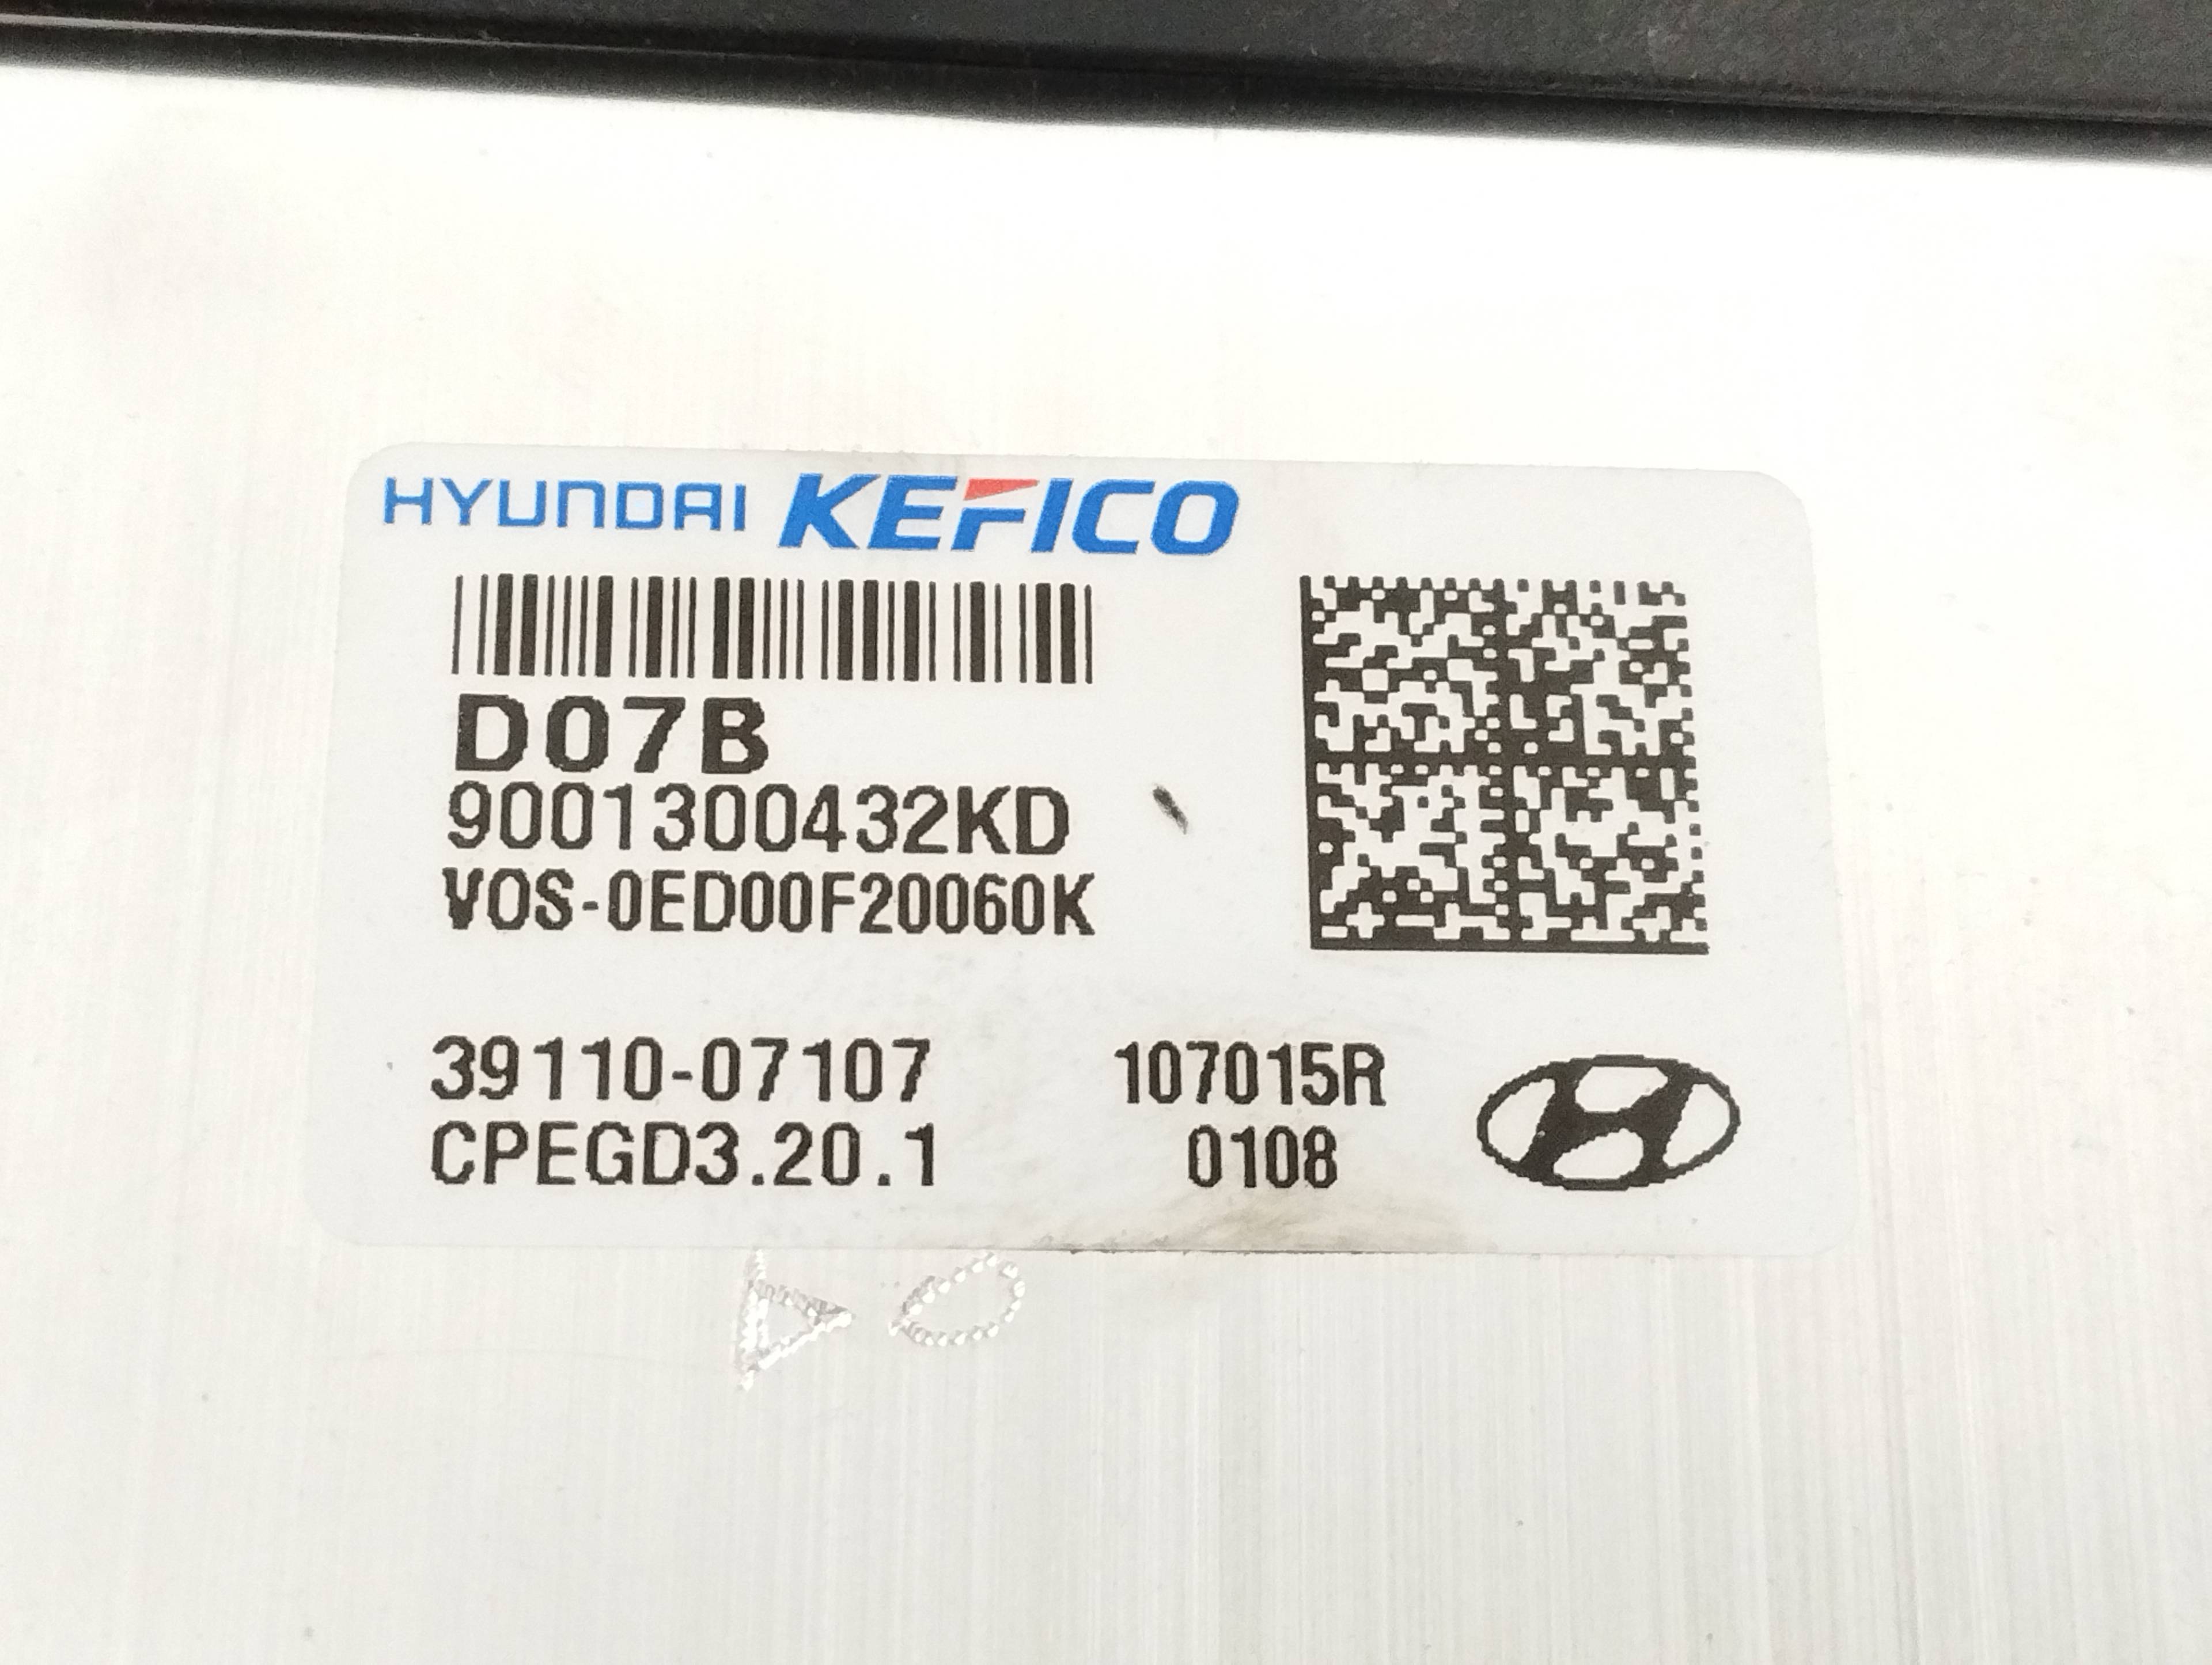 HYUNDAI KEFICO
D07B
9001300432KD
VOS-0ED00F20060K
39110-07107 107015R
CPEGD3.20.1 0108